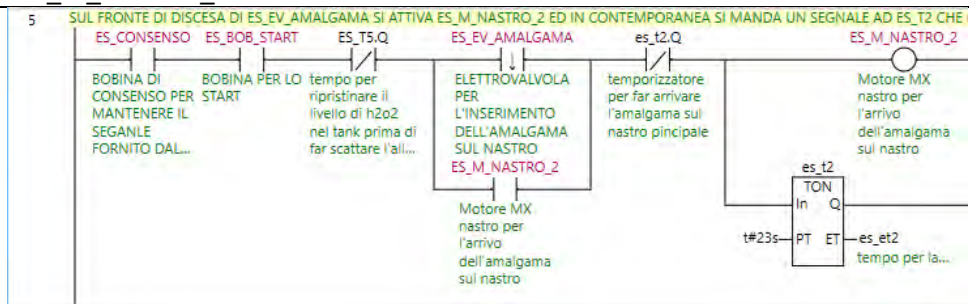 5 SUL FRONTE DI DISCESA DI ES_EV_AMALGAMA SI ATTIVA ES_M_NASTRO_2 ED IN CONTEMPORANEA SI MANDA UN SEGNALE AD ES_T2 CHE
ES_CONSENSO ES_BOB_START ES_T5.Q ES_EV_AMALGAMA es_t2.Q ES_M_NASTRO_2
BOBINA DI
CONSENSO PER
MANTENERE IL
SEGANLE
FORNITO DAL...
BOBINA PER LO
START
tempo per
ripristinare il
livello di h2o2
nel tank prima di
far scattare l'all...
ELETTROVALVOLA
PER
L'INSERIMENTO
DELL'AMALGAMA
SUL NASTRO
temporizzatore
per far arrivare
l'amalgama sul
nastro pincipale
Motore MX
nastro per
l'arrivo
dell'amalgama
sul nastro
ES_M_NASTRO_2
Motore MX
nastro per
l'arrivo
dell'amalgama
sul nastro
es_t2
TON
In Q
t#23s PT ET es_et2
tempo per la...